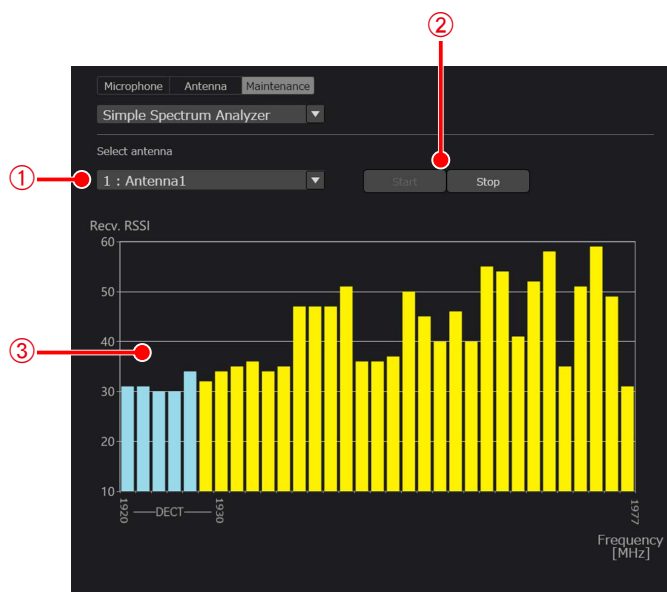 ②
Microphone Antenna Maintenance
Simple Spectrum Analyzer
Select antenna
① 1 : Antenna1 Start Stop
Recv. RSSI
60
50
40
③
30
20
10
1920 DECT 1930 1977
Frequency
[MHz]